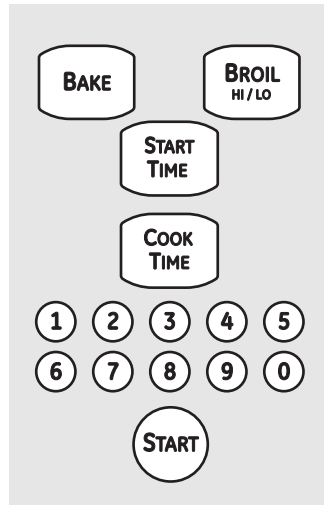 BAKE
BROIL
HI / LO
START
TIME
COOK
TIME
1 2 3 4 5
6 7 8 9 0
START